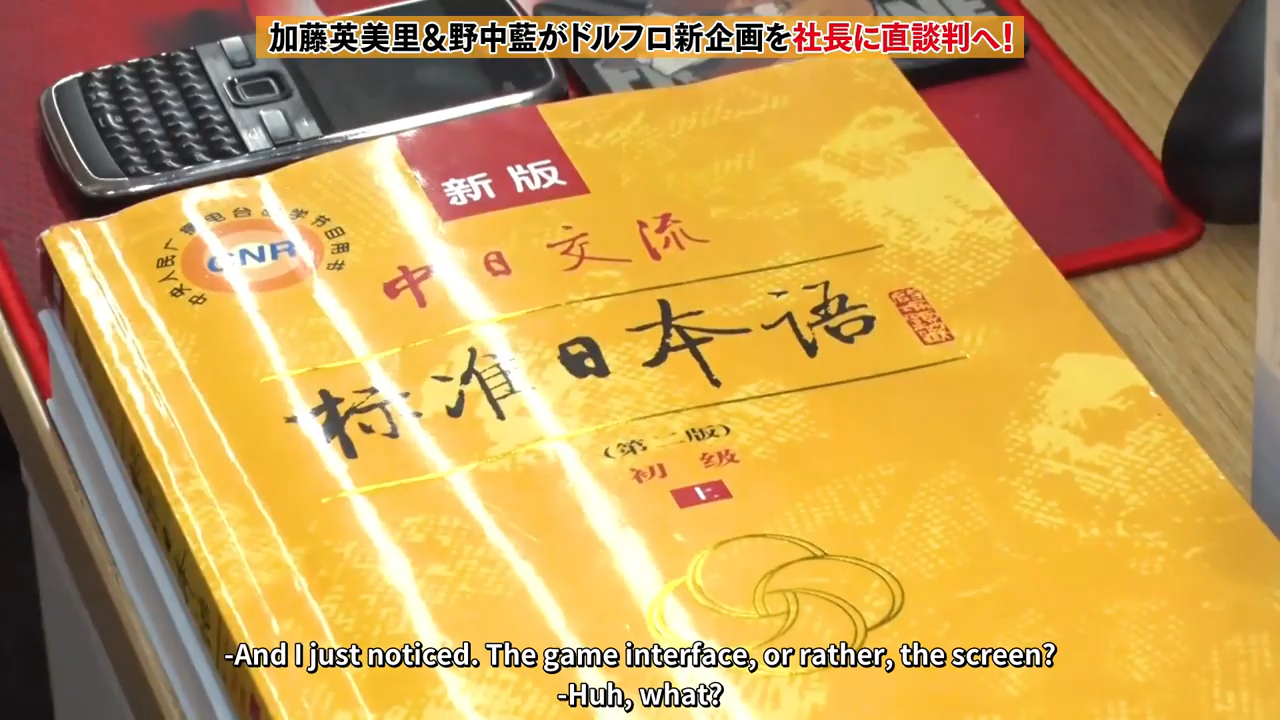 加藤英美里&野中藍がドルフロ新企画を社長に直談判へ!
NE
新版
CNR
中日交流
标准日本语
(第二版)
初级
上
-And I just noticed. The game interface, or rather, the screen?
-Huh, what?